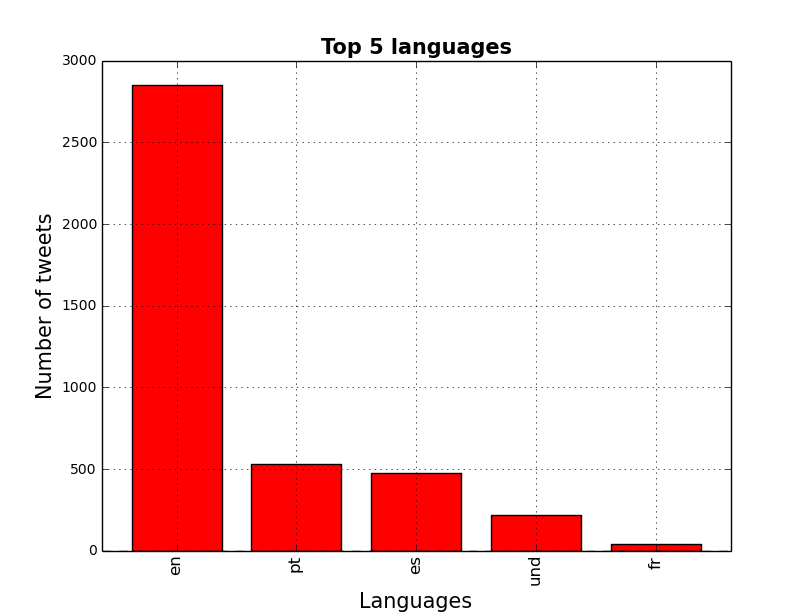 Top 5 languages
3000
2500
2000
1500
1000
500
0
Number of tweets
en
pt
es
und
fr
Languages